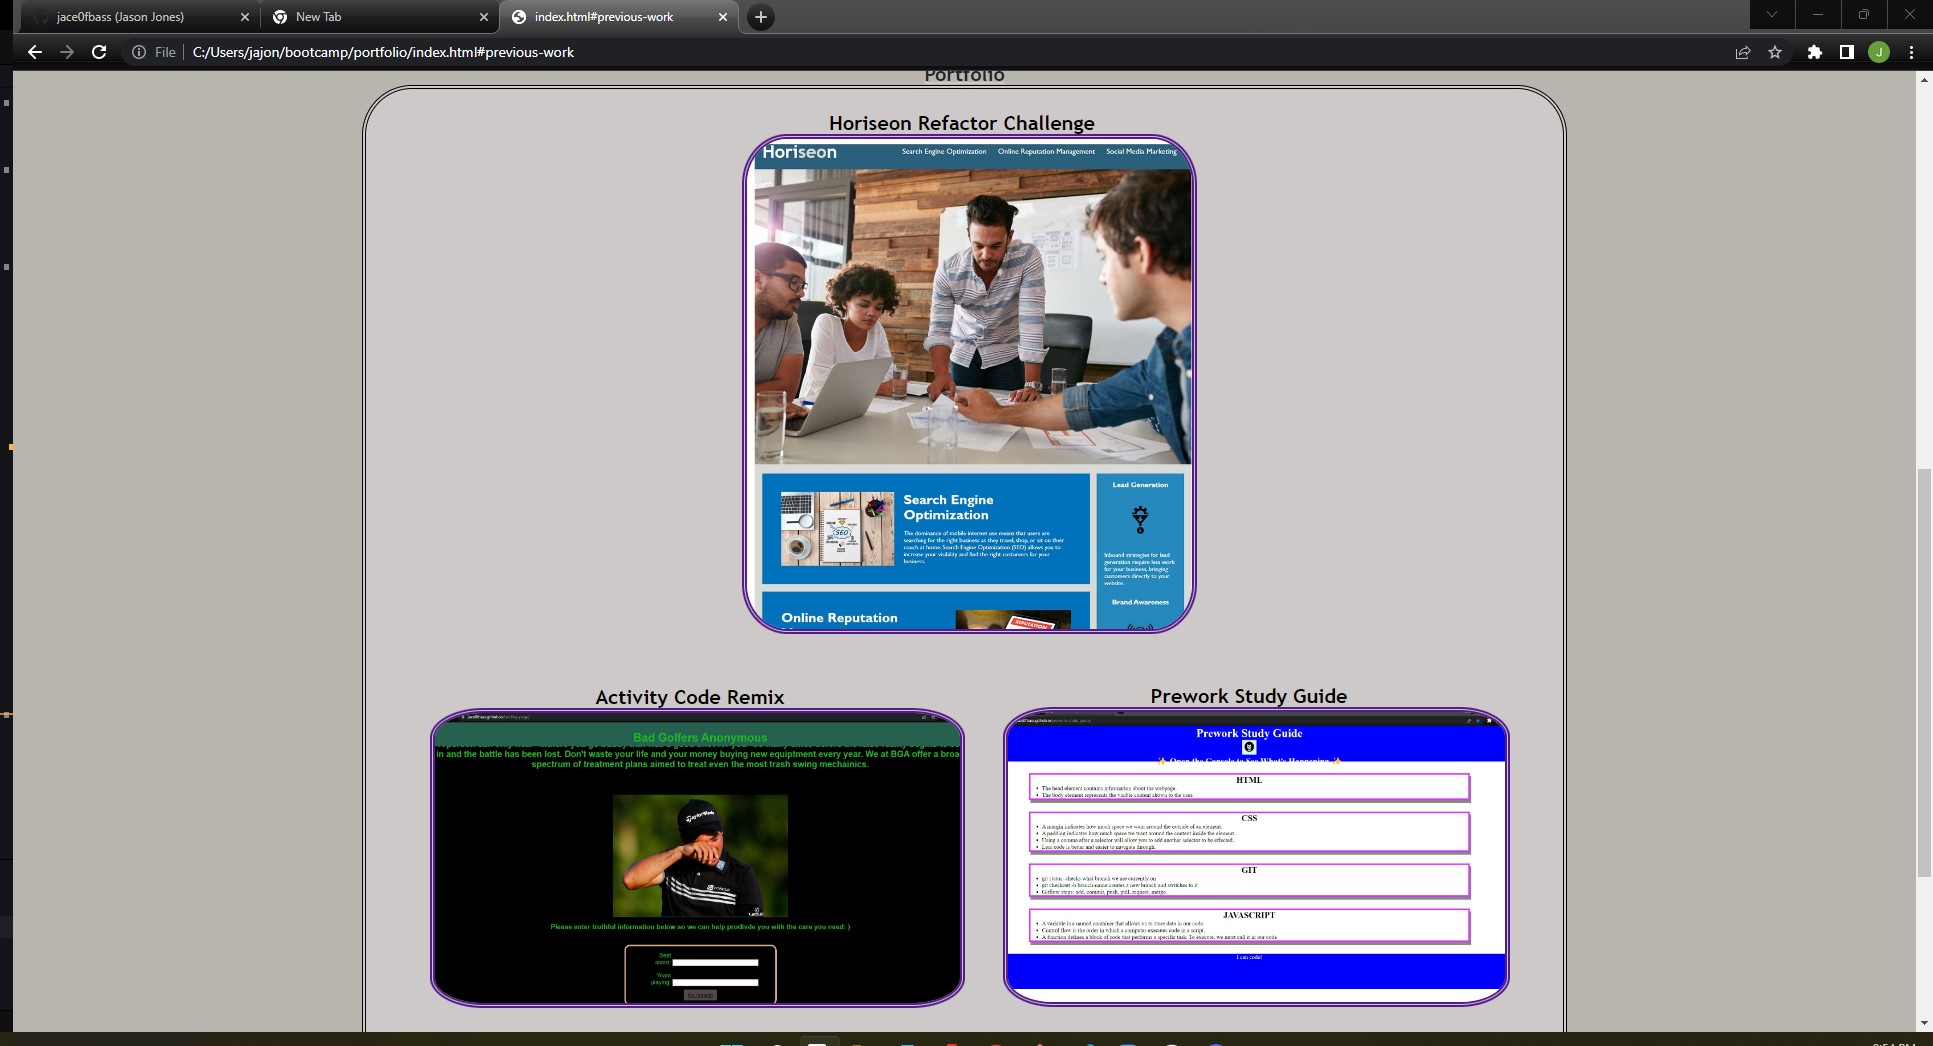 jace0fbass (Jason Jones)
New Tab
index.html#previous-work
File
C:/Users/jajon/bootcamp/portfolio/index.html#previous-work
J
Portfolio
Horiseon Refactor Challenge
Horiseon
Search Engine Optimization Online Reputation Management Social Media Marketing
SEO
Search Engine
Optimization
The dominance of mobile internet use means that users are
searching for the right business as they travel, shop, or sit on their
couch at home. Search Engine Optimization (SEO) allows you to
increase your visibility and find the right customers for your
business.
Lead Generation
Inbound strategies for lead
generation require less work
for your business, bringing
customers directly to your
website.
Brand Awareness
Online Reputation
REPUTATION
Activity Code Remix
Bad Golfers Anonymous
in and the battle has been lost. Don't waste your life and your money buying new equiptment every year. We at BGA offer a broa
spectrum of treatment plans aimed to treat even the most trash swing mechainics.
TaylorMade
Please enter truthful information below so we can help prodivde you with the care you need: )
score:
Years
playing:
Prework Study Guide
Prework Study Guide
✨ Open the Console to See What's Happening ✨
HTML
• The head element contains information about the webpage.
• The body element represents the visible content shown to the user.
CSS
• A margin indicates how much space we want around the outside of an element.
• A padding indicates how much space we want around the content inside the element.
• Using a comma after a selector will allow you to add another selector to be effected.
• Less code is better and easier to navigate through.
GIT
• git status: checks what branch we are currently on
• git checkout -b branch-name creates a new branch and switches to it
• Gitflow steps: add, commit, push, pull, request, merge.
JAVASCRIPT
• A variable is a named container that allows us to store data in our code.
• Control flow is the order in which a computer executes code in a script.
• A function defines a block of code that performs a specific task. To execute, we must call it in our code
I can code!